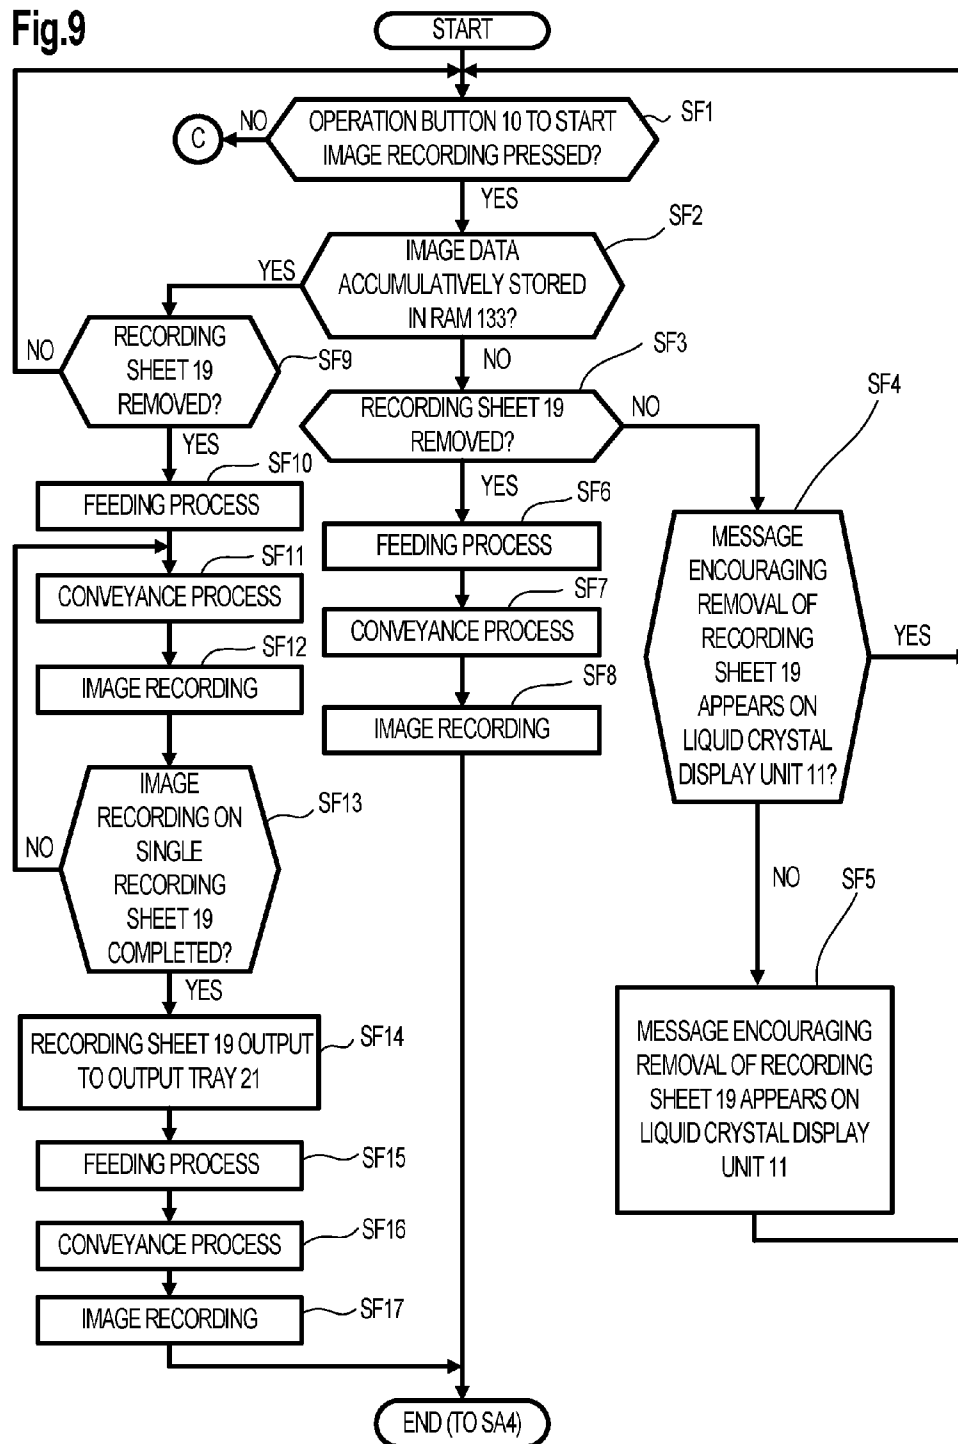 Fig.9
START
OPERATION BUTTON 10 TO START
IMAGE RECORDING PRESSED?
SF1
NO
C
YES
SF2
IMAGE DATA
ACCUMULATIVELY STORED
IN RAM 133?
YES
NO
RECORDING
SHEET 19
REMOVED?
SF9
NO
YES
SF3
RECORDING SHEET 19
REMOVED?
NO
YES
SF4
MESSAGE
ENCOURAGING
REMOVAL OF
RECORDING
SHEET 19
APPEARS ON
LIQUID CRYSTAL
DISPLAY UNIT 11?
YES
NO
SF5
MESSAGE ENCOURAGING
REMOVAL OF RECORDING
SHEET 19 APPEARS ON
LIQUID CRYSTAL DISPLAY
UNIT 11
SF6
FEEDING PROCESS
SF7
CONVEYANCE PROCESS
SF8
IMAGE RECORDING
SF10
FEEDING PROCESS
SF11
CONVEYANCE PROCESS
SF12
IMAGE RECORDING
IMAGE
RECORDING ON
SINGLE
RECORDING
SHEET 19
COMPLETED?
SF13
NO
YES
RECORDING SHEET 19 OUTPUT
TO OUTPUT TRAY 21
SF14
FEEDING PROCESS
SF15
CONVEYANCE PROCESS
SF16
IMAGE RECORDING
SF17
END (TO SA4)